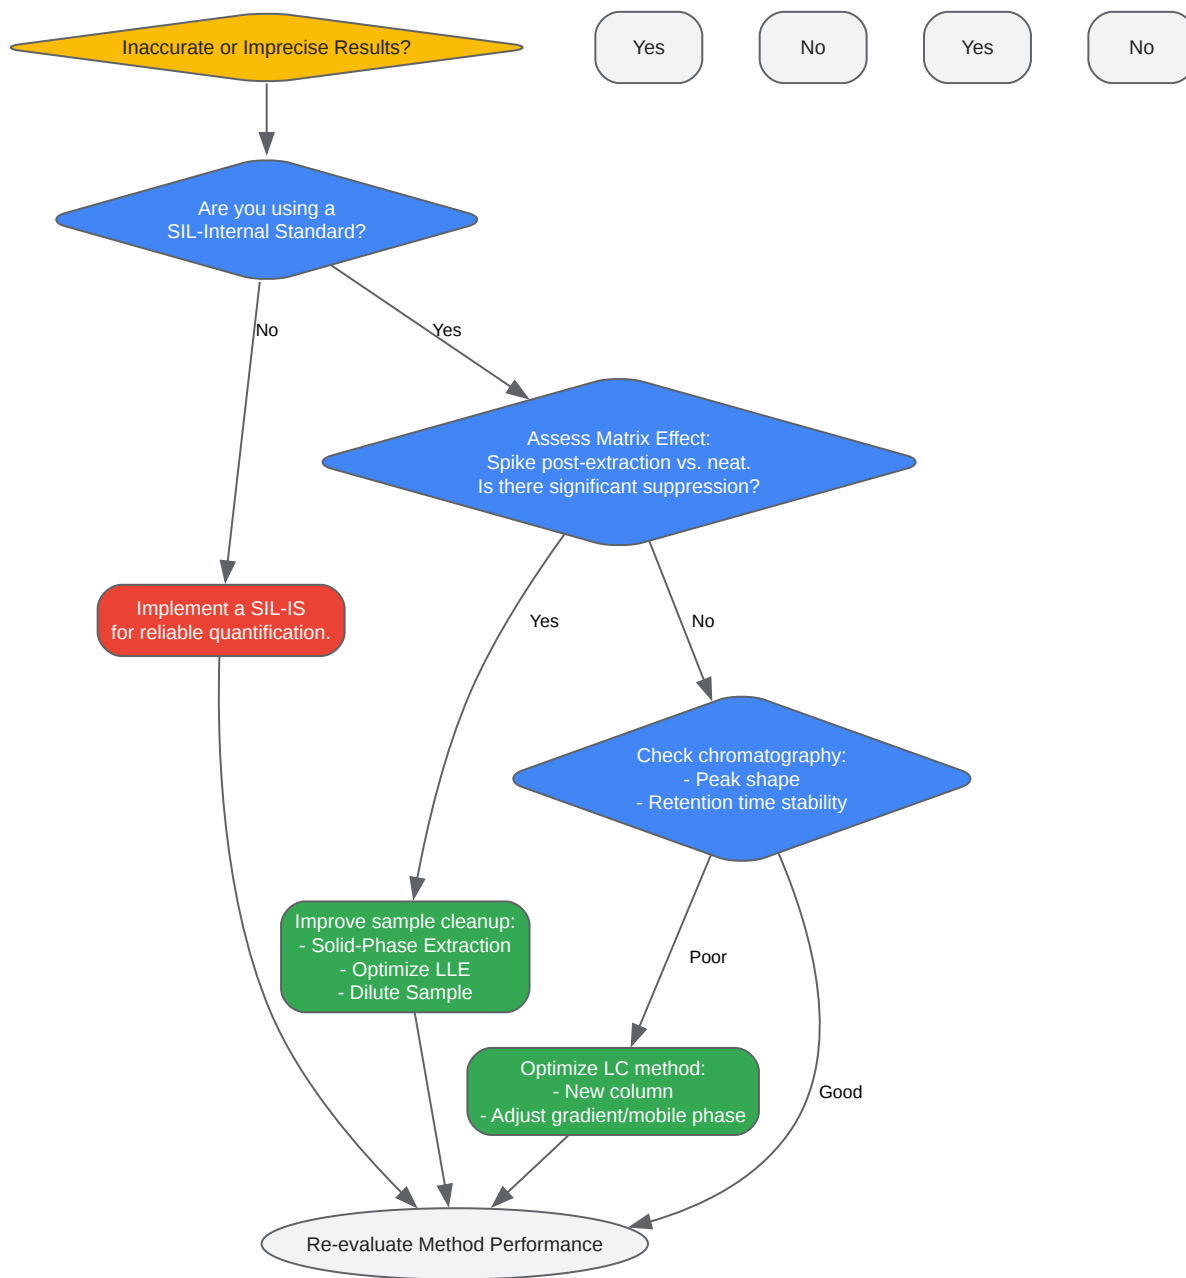 Inaccurate or Imprecise Results?
Yes
No
Yes
No
Are you using a
SIL-Internal Standard?
No
Yes
Assess Matrix Effect:
Spike post-extraction vs. neat.
Is there significant suppression?
Implement a SIL-IS
for reliable quantification.
Yes
No
Check chromatography:
- Peak shape
- Retention time stability
Improve sample cleanup:
- Solid-Phase Extraction
- Optimize LLE
- Dilute Sample
Poor
Good
Optimize LC method:
- New column
- Adjust gradient/mobile phase
Re-evaluate Method Performance